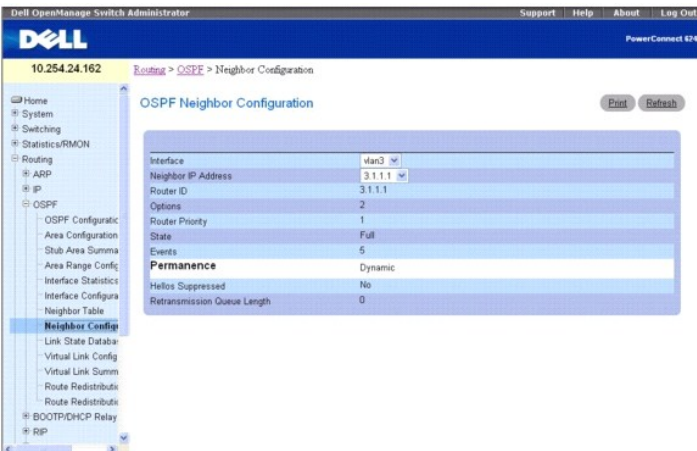 Dell OpenManage Switch Administrator Support Help About Log Out
DELL
PowerConnect 624
10.254.24.162
Routing > OSPF > Neighbor Configuration
Home
System
Switching
Statistics/RMON
Routing
ARP
IP
OSPF
OSPF Configuratic
Area Configuration
Stub Area Summa
Area Range Config
Interface Statistics
Interface Configura
Neighbor Table
Neighbor Configu
Link State Databa
Virtual Link Config
Virtual Link Summ
Route Redistributic
Route Redistributic
BOOTP/DHCP Relay
RIP
OSPF Neighbor Configuration
Print Refresh
Interface vlan3
Neighbor IP Address 3.1.1.1
Router ID 3.1.1.1
Options 2
Router Priority 1
State Full
Events 5
Permanence Dynamic
Hellos Suppressed No
Retransmission Queue Length 0